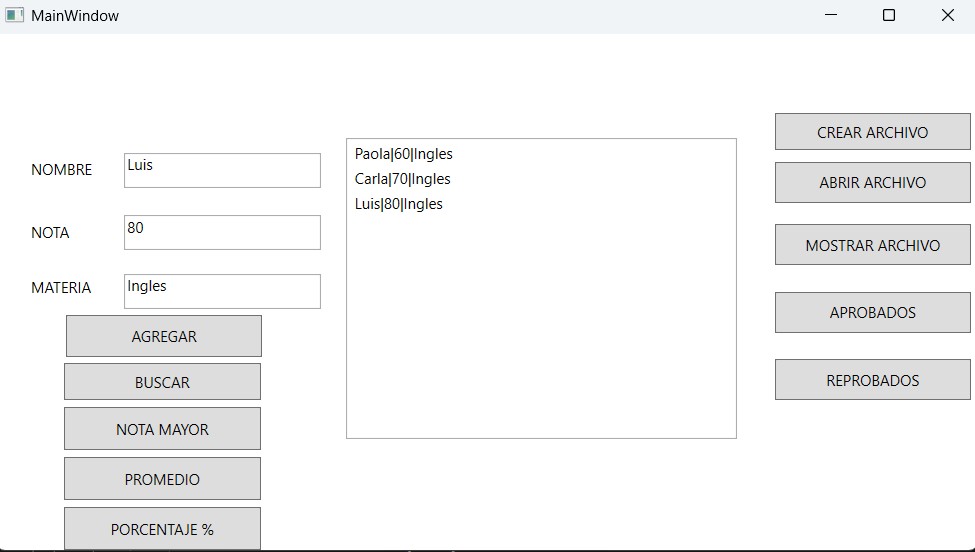 MainWindow
NOMBRE
Luis
NOTA
80
MATERIA
Ingles
AGREGAR
BUSCAR
NOTA MAYOR
PROMEDIO
PORCENTAJE %
Paola|60|Ingles
Carla|70|Ingles
Luis|80|Ingles
CREAR ARCHIVO
ABRIR ARCHIVO
MOSTRAR ARCHIVO
APROBADOS
REPROBADOS